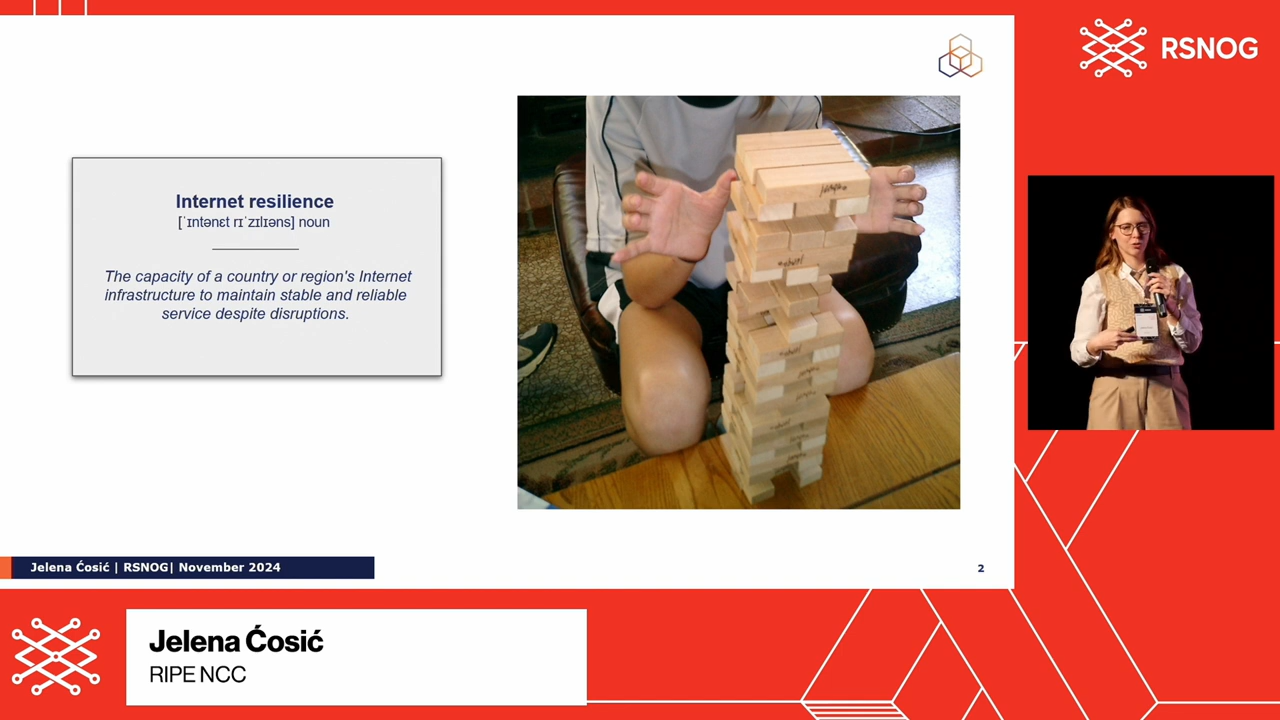 RSNOG
Internet resilience
[ˈɪntənɛt rɪˈzɪlɪəns] noun
The capacity of a country or region's Internet
infrastructure to maintain stable and reliable
service despite disruptions.
Jelena Ćosić | RSNOG| November 2024
2
Jelena Ćosić
RIPE NCC